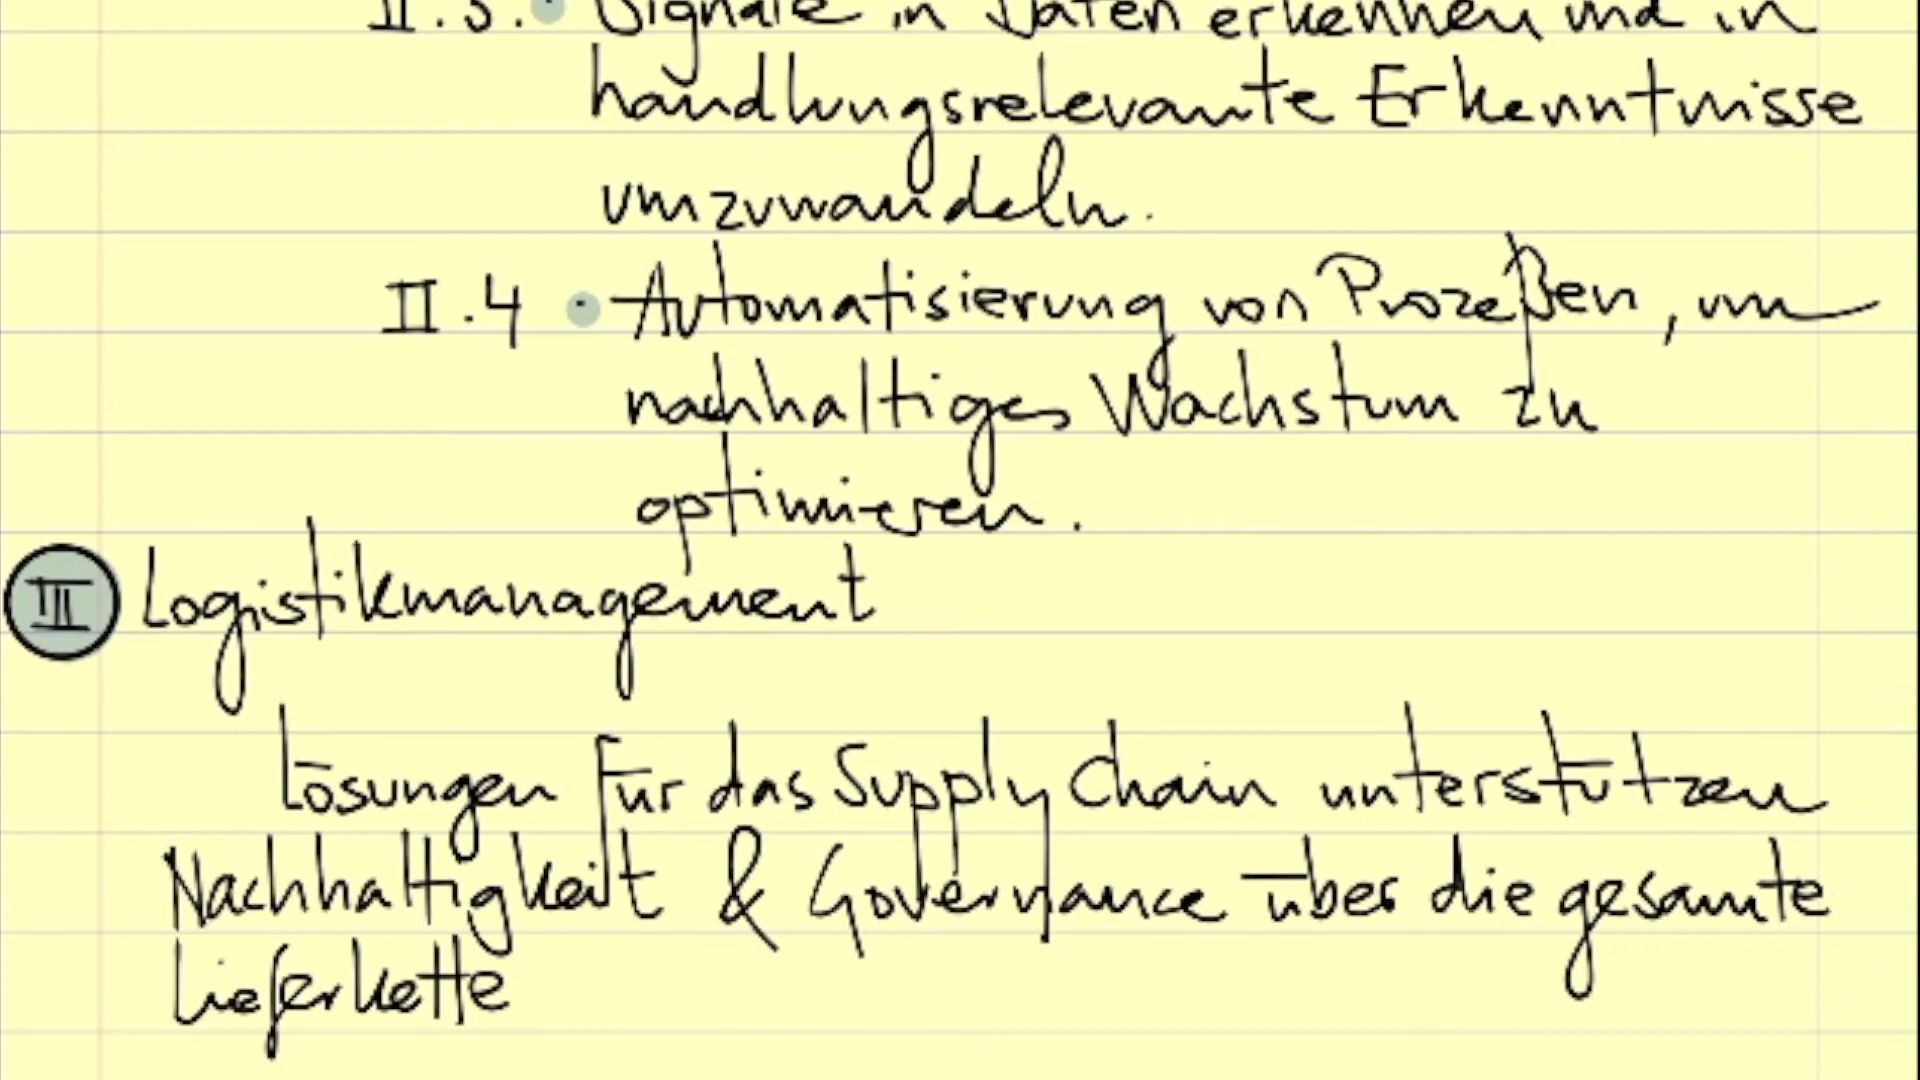 II.3. • Signale in Daten erkennen und in
handlungsrelevante Erkenntnisse
umzuwandeln.
II.4 • Automatisierung von Prozeßen, um
nachhaltiges Wachstum zu
optimieren.
III Logistikmanagement
Lösungen für das Supply Chain unterstützen
Nachhaltigkeit & Governance über die gesamte
Lieferkette